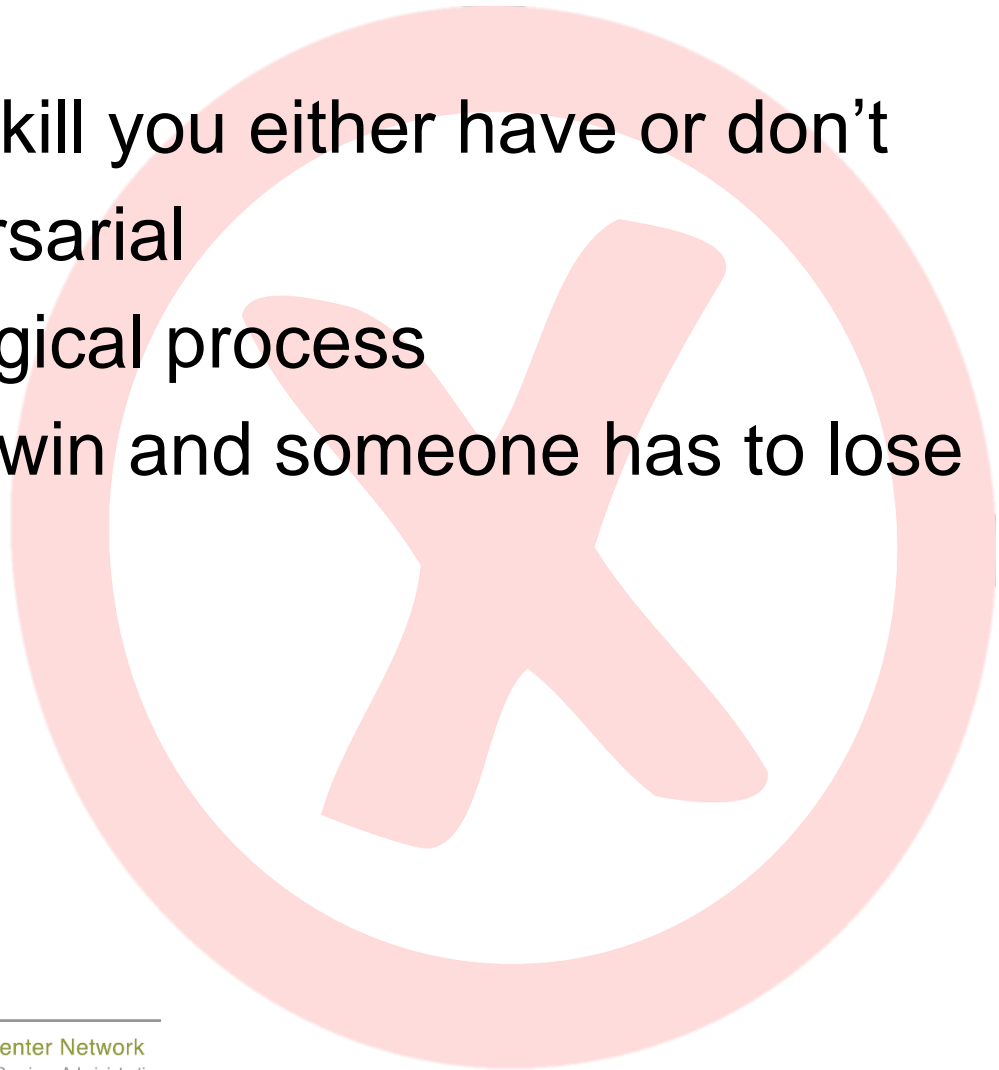 kill you either have or don’t
rsarial
gical process
win and someone has to lose
enter Network